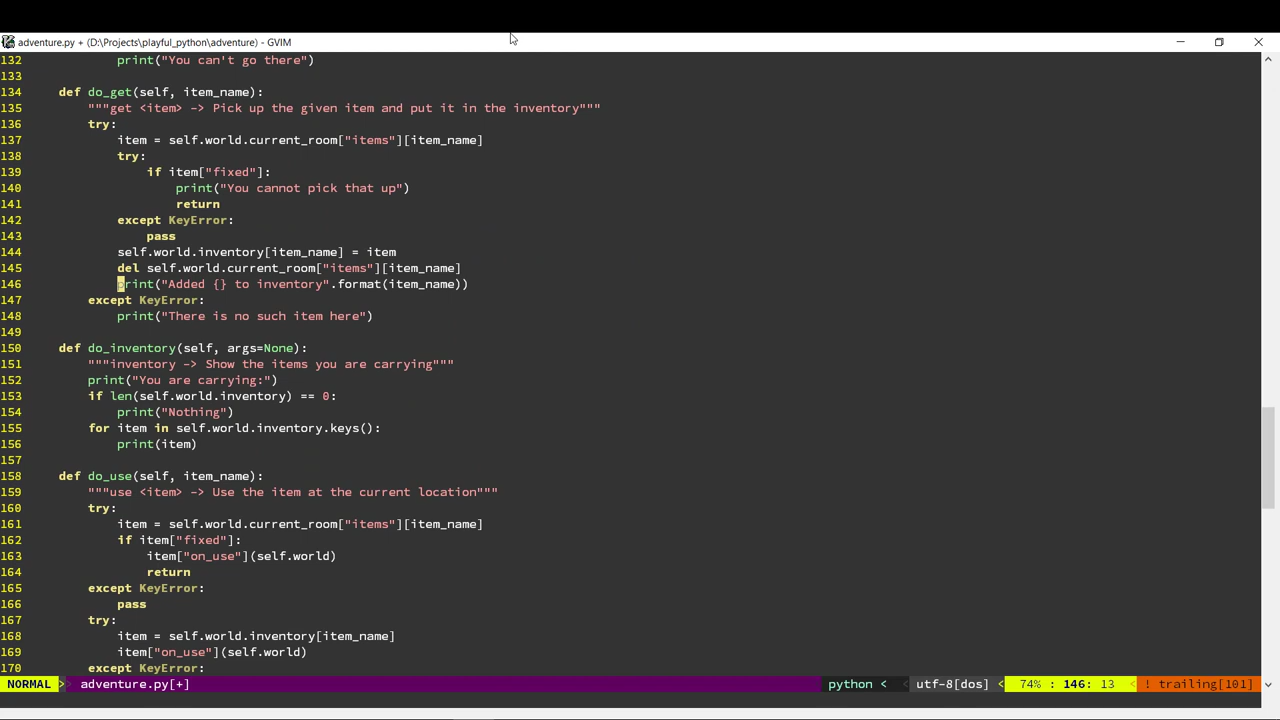 adventure.py + (D:\Projects\playful_python\adventure) - GVIM
132             print("You can't go there")
133
134     def do_get(self, item_name):
135         """get <item> -> Pick up the given item and put it in the inventory"""
136         try:
137             item = self.world.current_room["items"][item_name]
138             try:
139                 if item["fixed"]:
140                     print("You cannot pick that up")
141                     return
142             except KeyError:
143                 pass
144             self.world.inventory[item_name] = item
145             del self.world.current_room["items"][item_name]
146             print("Added {} to inventory".format(item_name))
147         except KeyError:
148             print("There is no such item here")
149
150     def do_inventory(self, args=None):
151         """inventory -> Show the items you are carrying"""
152         print("You are carrying:")
153         if len(self.world.inventory) == 0:
154             print("Nothing")
155         for item in self.world.inventory.keys():
156             print(item)
157
158     def do_use(self, item_name):
159         """use <item> -> Use the item at the current location"""
160         try:
161             item = self.world.current_room["items"][item_name]
162             if item["fixed"]:
163                 item["on_use"](self.world)
164                 return
165         except KeyError:
166             pass
167         try:
168             item = self.world.inventory[item_name]
169             item["on_use"](self.world)
170         except KeyError:
NORMAL > adventure.py[+] python < < utf-8[dos] < 74% : 146: 13 < ! trailing[101]